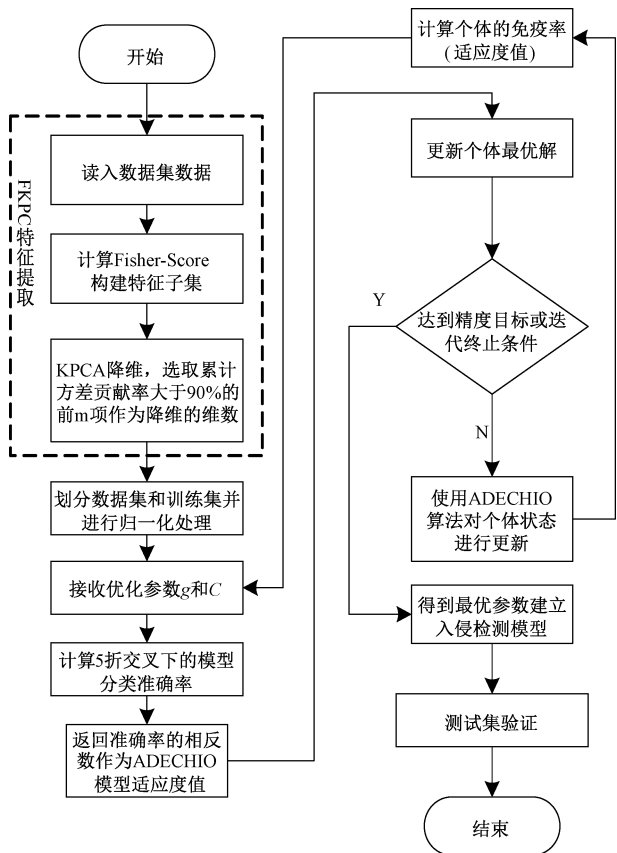 开始
FKPC特征提取
读入数据集数据
计算Fisher-Score
构建特征子集
KPCA降维，选取累计
方差贡献率大于90%的
前m项作为降维的维数
划分数据集和训练集并
进行归一化处理
接收优化参数g和C
计算5折交叉下的模型
分类准确率
返回准确率的相反
数作为ADECHIO
模型适应度值
计算个体的免疫率
(适应度值)
更新个体最优解
达到精度目标或迭
代终止条件
Y
N
使用ADECHIO
算法对个体状态
进行更新
得到最优参数建立
入侵检测模型
测试集验证
结束